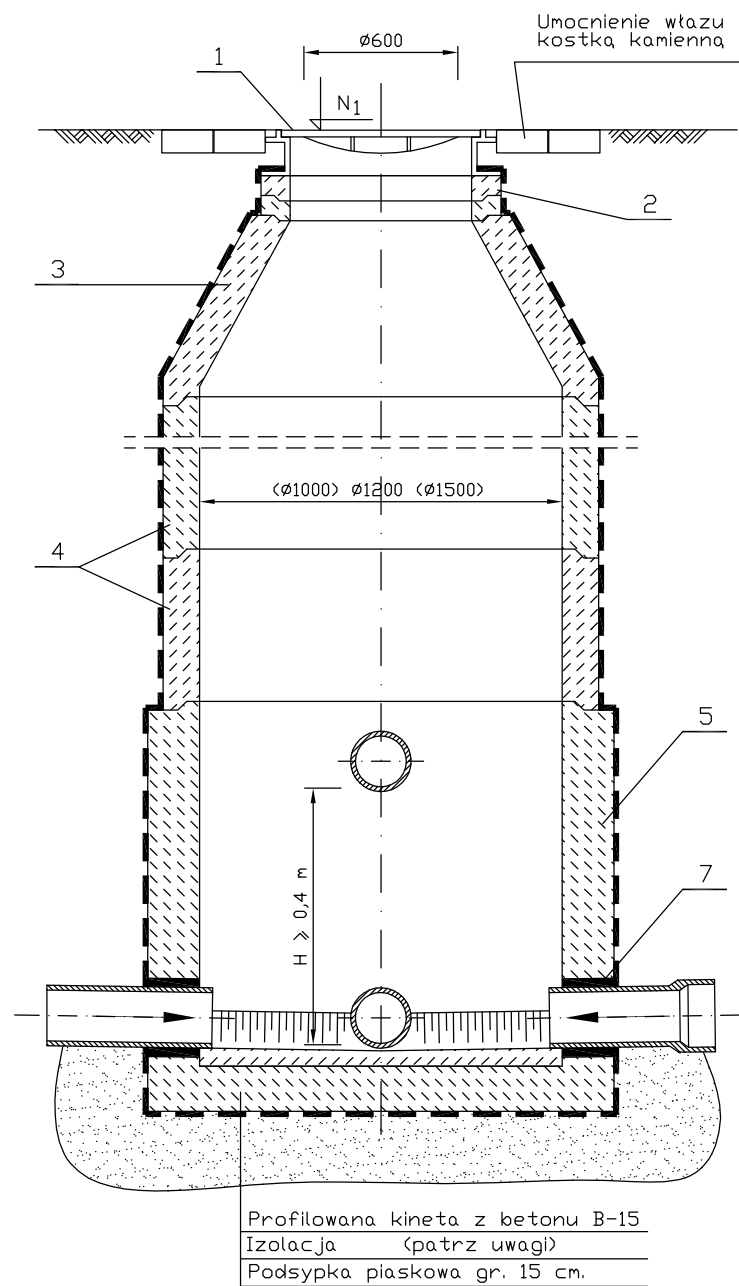 Umocnienie włazu
kostką kamienną
Ø600
1
N1
2
3
(Ø1000) Ø1200 (Ø1500)
4
5
7
H ⩾ 0,4 m
Profilowana kineta z betonu B-15
Izolacja (patrz uwagi)
Podsypka piaskowa gr. 15 cm.